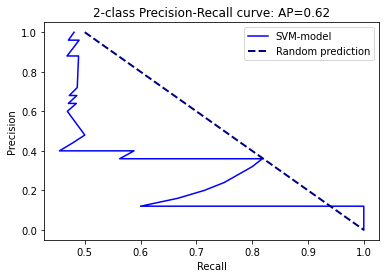 2-class Precision-Recall curve: AP=0.62
SVM-model
Random prediction
Precision
1.0
0.8
0.6
0.4
0.2
0.0
0.5 0.6 0.7 0.8 0.9 1.0
Recall